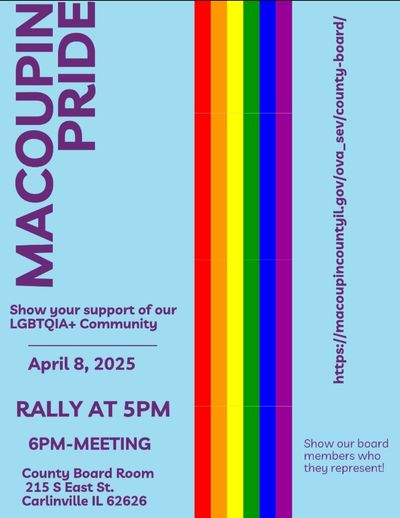 MACOUPIN
PRIDE
Show your support of our
LGBTQIA+ Community
April 8, 2025
RALLY AT 5PM
6PM-MEETING
County Board Room
215 S East St.
Carlinville IL 62626
https://macoupincountyil.gov/ova_sev/county-board/
Show our board
members who
they represent!